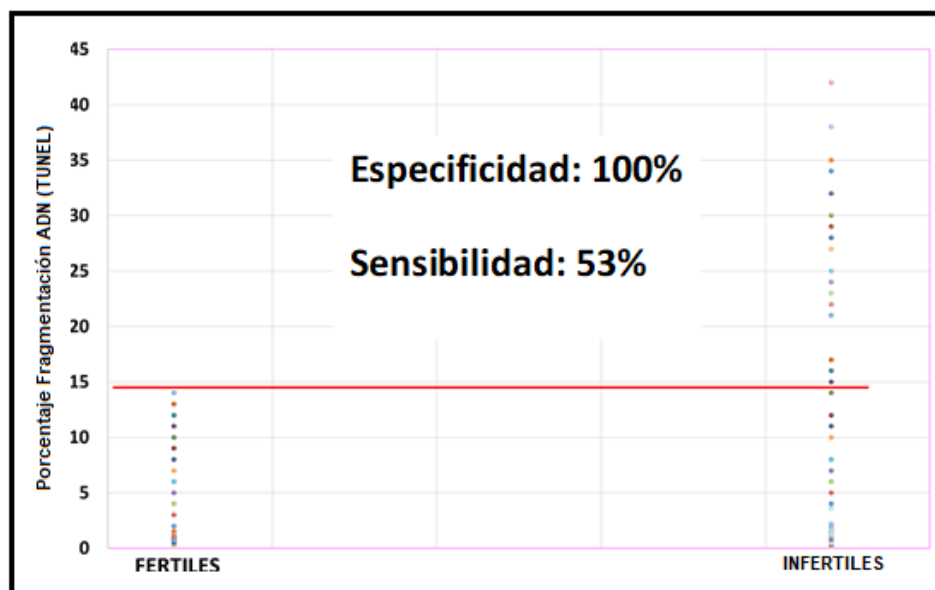 Porcentaje Fragmentación ADN (TUNEL)
45
40
35
30
25
20
15
10
5
0
Especificidad: 100%
Sensibilidad: 53%
FERTILES
INFERTILES